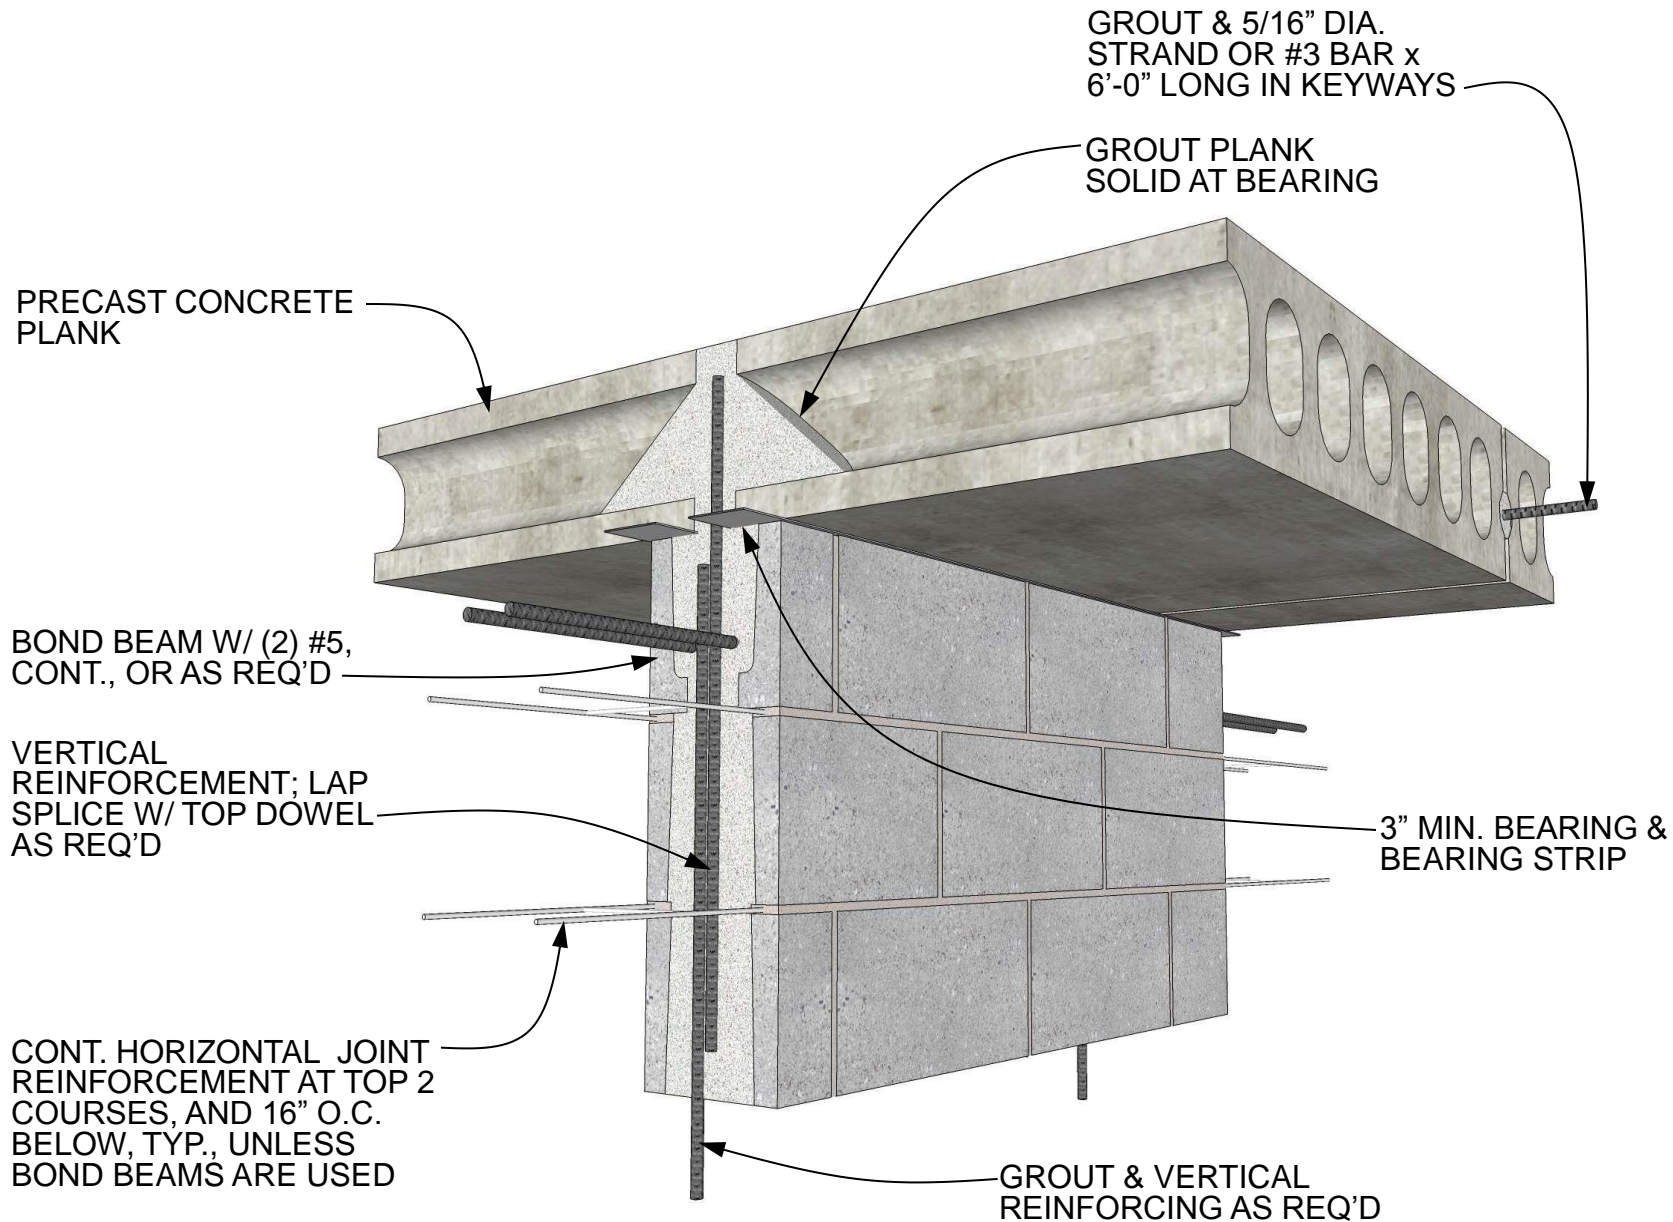 GROUT & 5/16” DIA.
STRAND OR #3 BAR x
6’-0” LONG IN KEYWAYS
GROUT PLANK
SOLID AT BEARING
PRECAST CONCRETE
PLANK
BOND BEAM W/ (2) #5,
CONT., OR AS REQ’D
VERTICAL
REINFORCEMENT; LAP
SPLICE W/ TOP DOWEL
AS REQ’D
3” MIN. BEARING &
BEARING STRIP
CONT. HORIZONTAL JOINT
REINFORCEMENT AT TOP 2
COURSES, AND 16” O.C.
BELOW, TYP., UNLESS
BOND BEAMS ARE USED
GROUT & VERTICAL
REINFORCING AS REQ’D